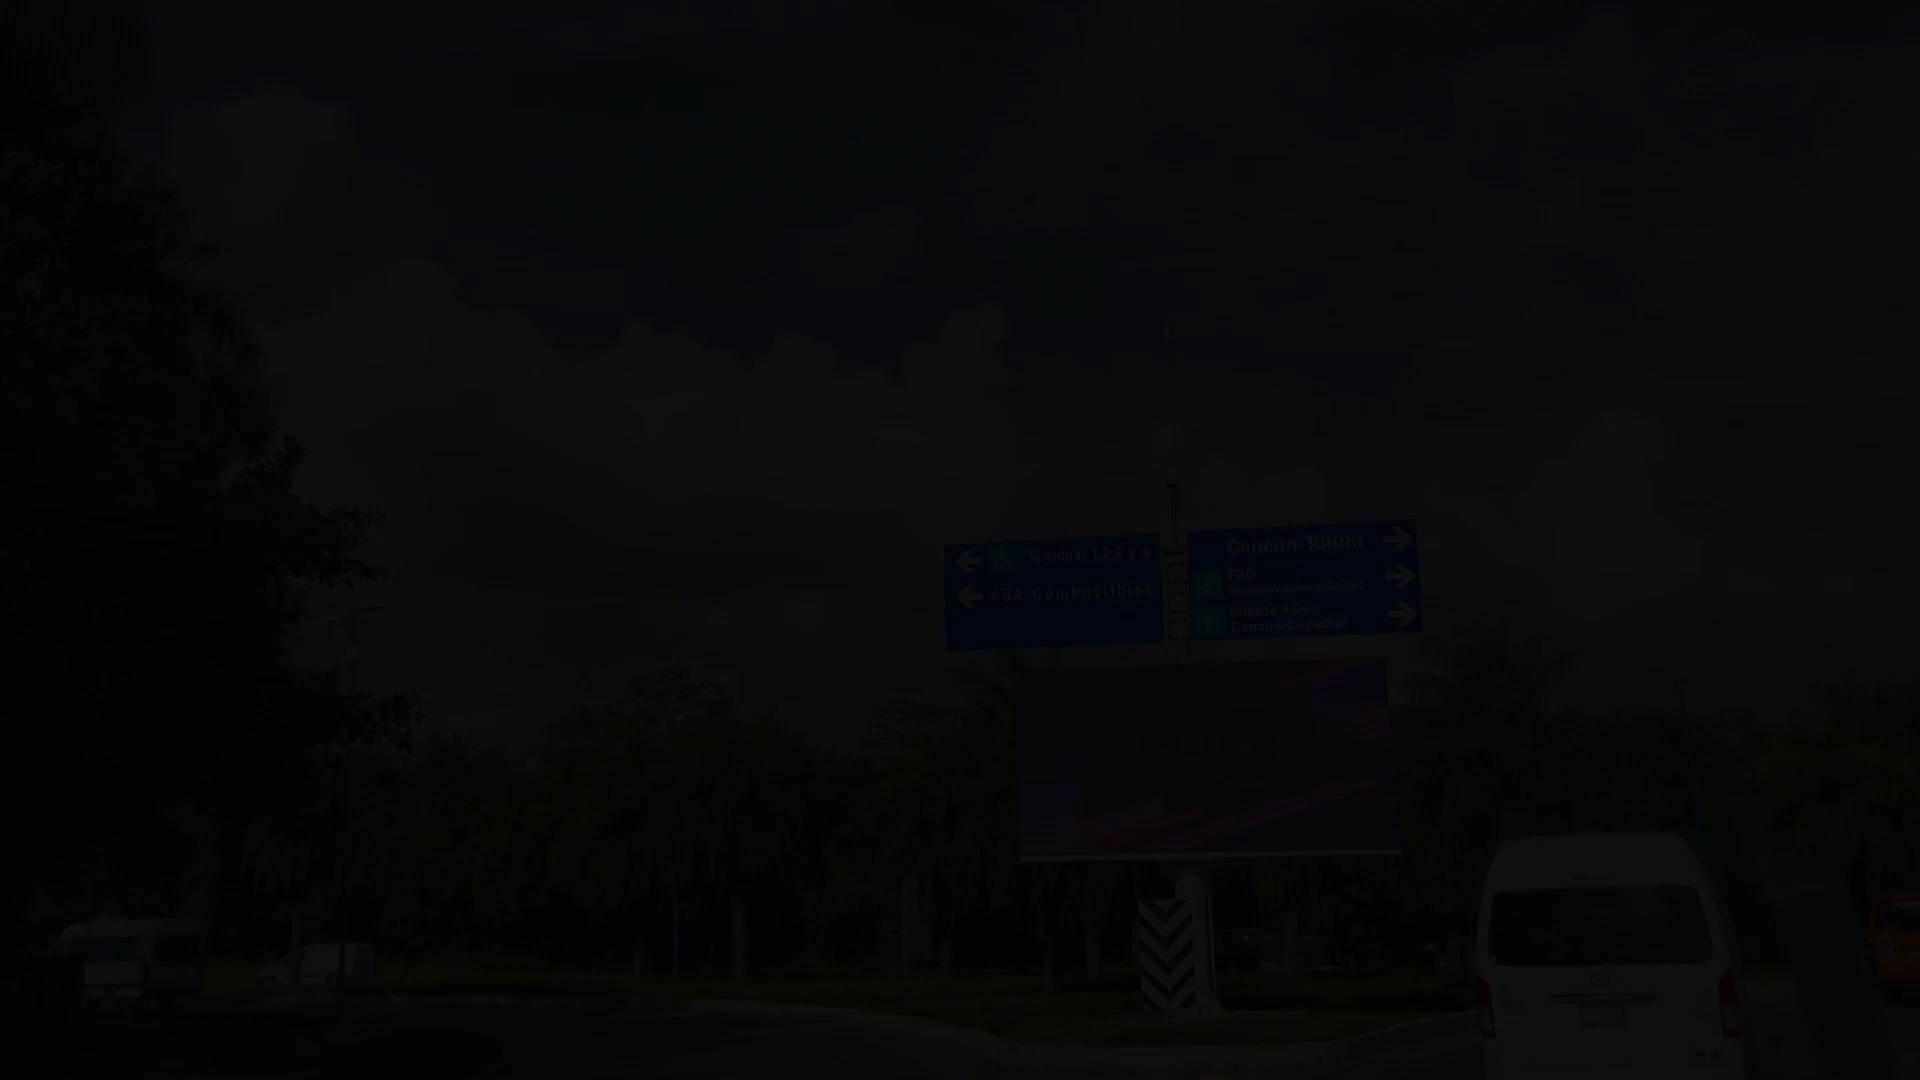 Terminal 1,2,3 y 4
ASA Combustibles
Cancún-Tulum
FBO
Aviación general-DGAC
Puente Aéreo
Cancún-Cozumel